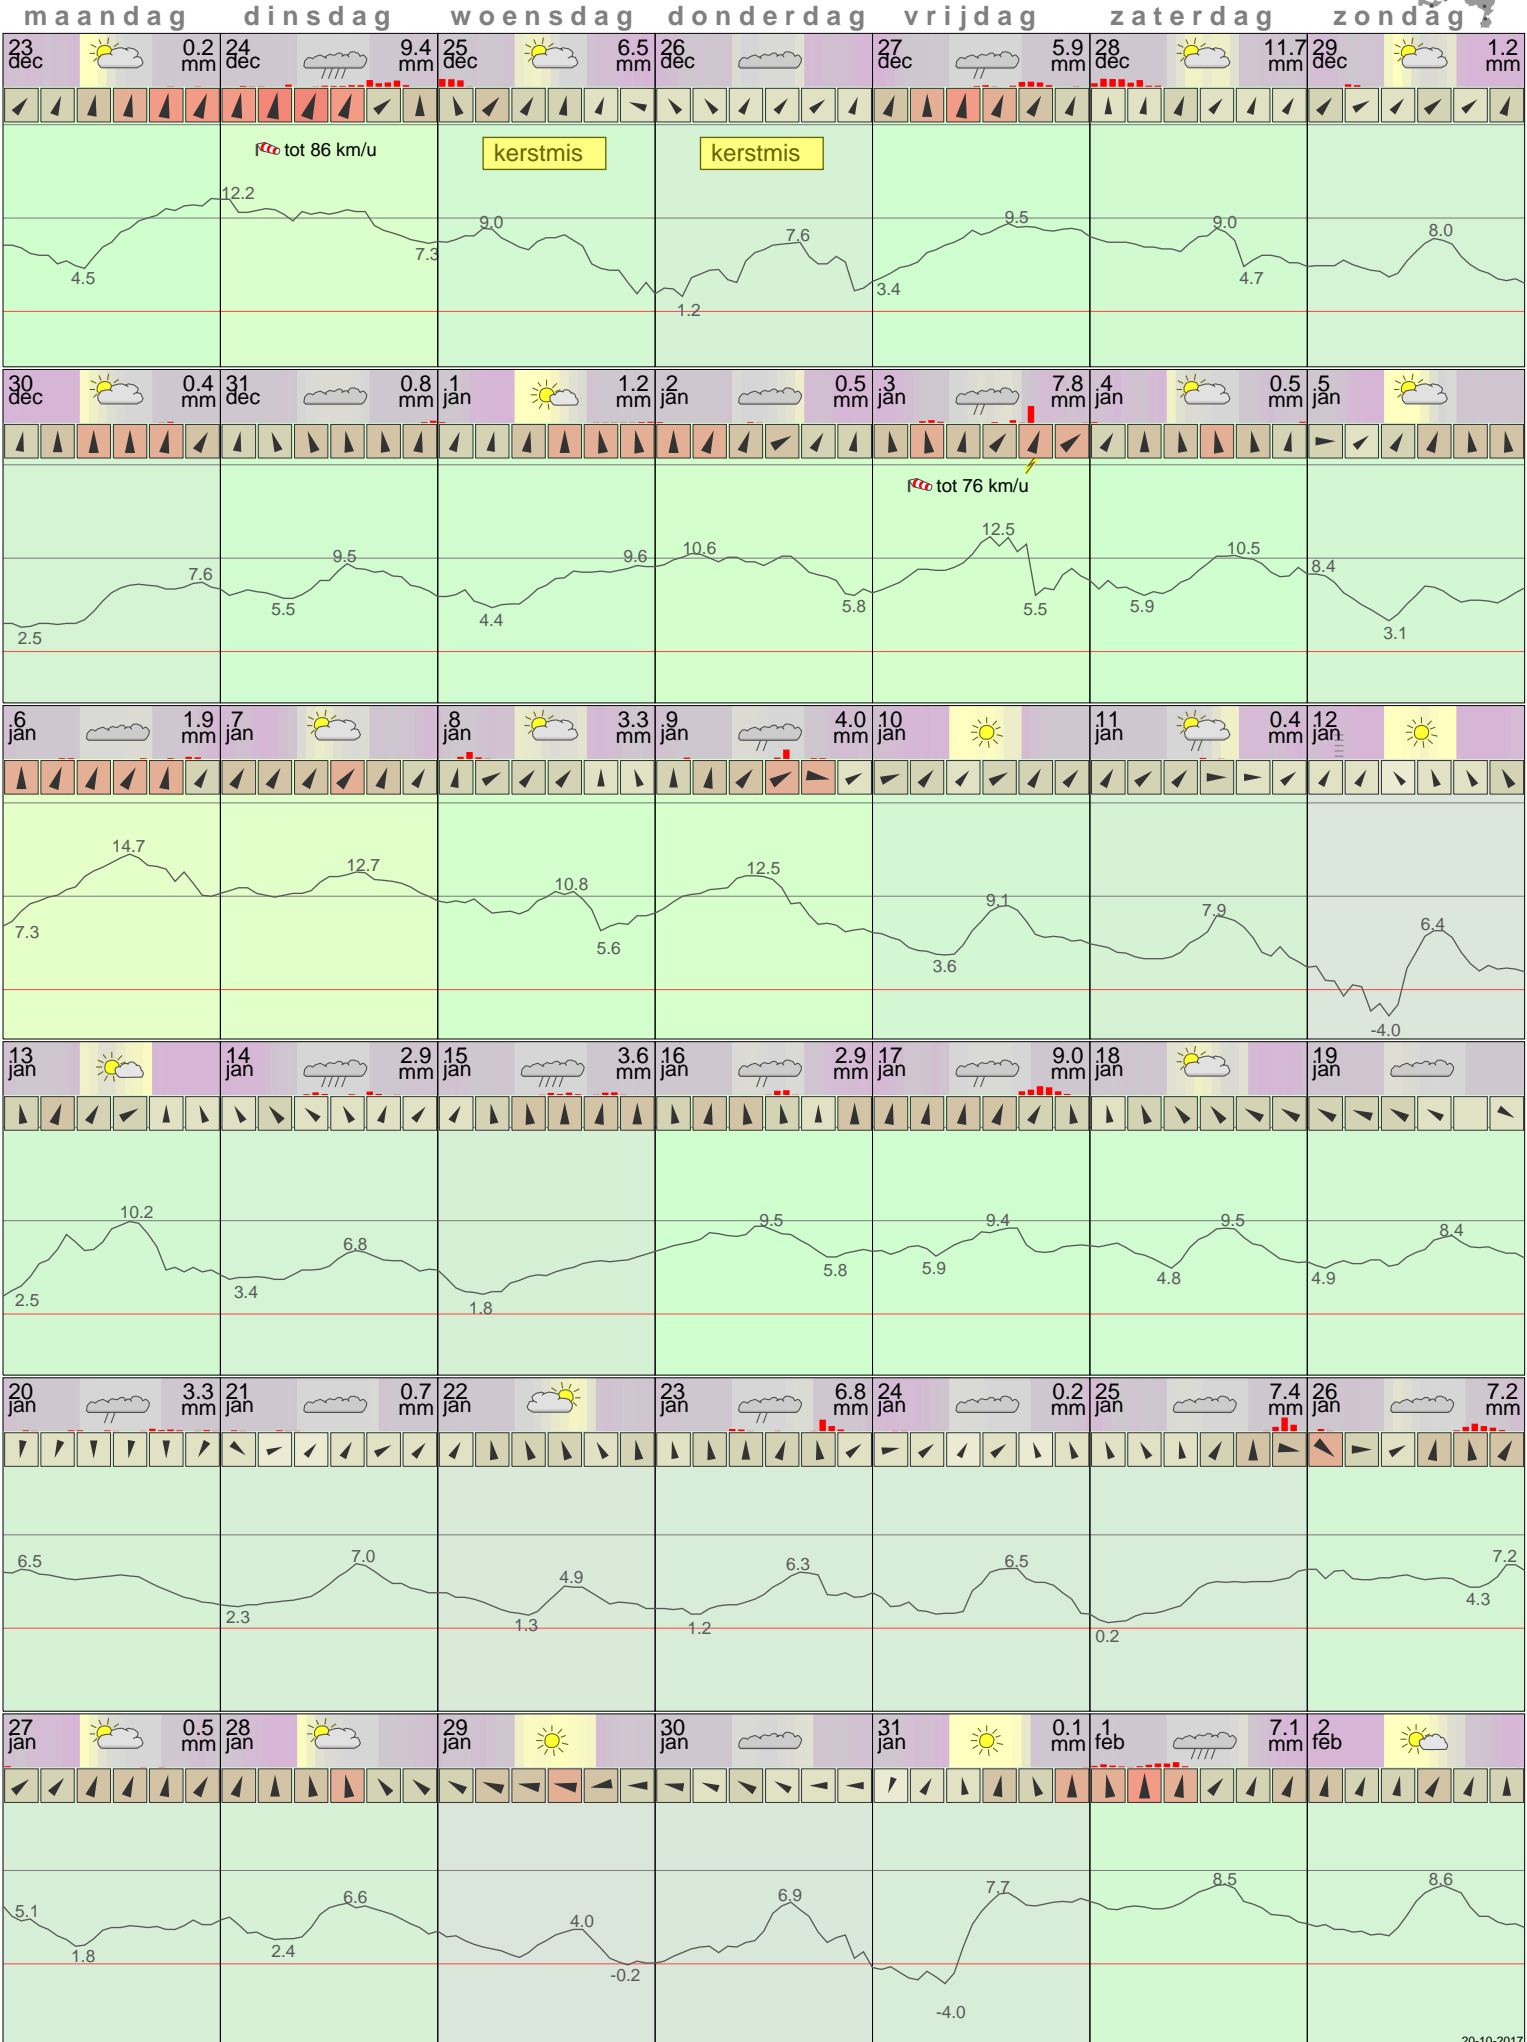 maandag dinsdag woensdag donderdag vrijdag zaterdag zondag
23 dec 0.2 mm 24 dec 9.4 mm 25 dec 6.5 mm 26 dec 27 dec 5.9 mm 28 dec 11.7 mm 29 dec 1.2 mm
tot 86 km/u kerstmis kerstmis
12.2 9.0 7.6 9.5 9.0 8.0
4.5 7.3 1.2 3.4 4.7
30 dec 0.4 mm 31 dec 0.8 mm 1 jan 1.2 mm 2 jan 0.5 mm 3 jan 7.8 mm 4 jan 0.5 mm 5 jan
tot 76 km/u
7.6 9.5 9.6 10.6 12.5 10.5 8.4
2.5 5.5 4.4 5.8 5.5 5.9 3.1
6 jan 1.9 mm 7 jan 8 jan 3.3 mm 9 jan 4.0 mm 10 jan 11 jan 0.4 mm 12 jan
14.7 12.7 10.8 12.5 9.1 7.9 6.4
7.3 5.6 3.6 -4.0
13 jan 14 jan 2.9 mm 15 jan 3.6 mm 16 jan 2.9 mm 17 jan 9.0 mm 18 jan 19 jan
10.2 6.8 9.5 9.4 9.5 8.4
2.5 3.4 1.8 5.8 5.9 4.8 4.9
20 jan 3.3 mm 21 jan 0.7 mm 22 jan 23 jan 6.8 mm 24 jan 0.2 mm 25 jan 7.4 mm 26 jan 7.2 mm
6.5 7.0 4.9 6.3 6.5 7.2
2.3 1.3 1.2 0.2 4.3
27 jan 0.5 mm 28 jan 29 jan 30 jan 31 jan 0.1 mm 1 feb 7.1 mm 2 feb
5.1 6.6 4.0 6.9 7.7 8.5 8.6
1.8 2.4 -0.2 -4.0
20-10-2017